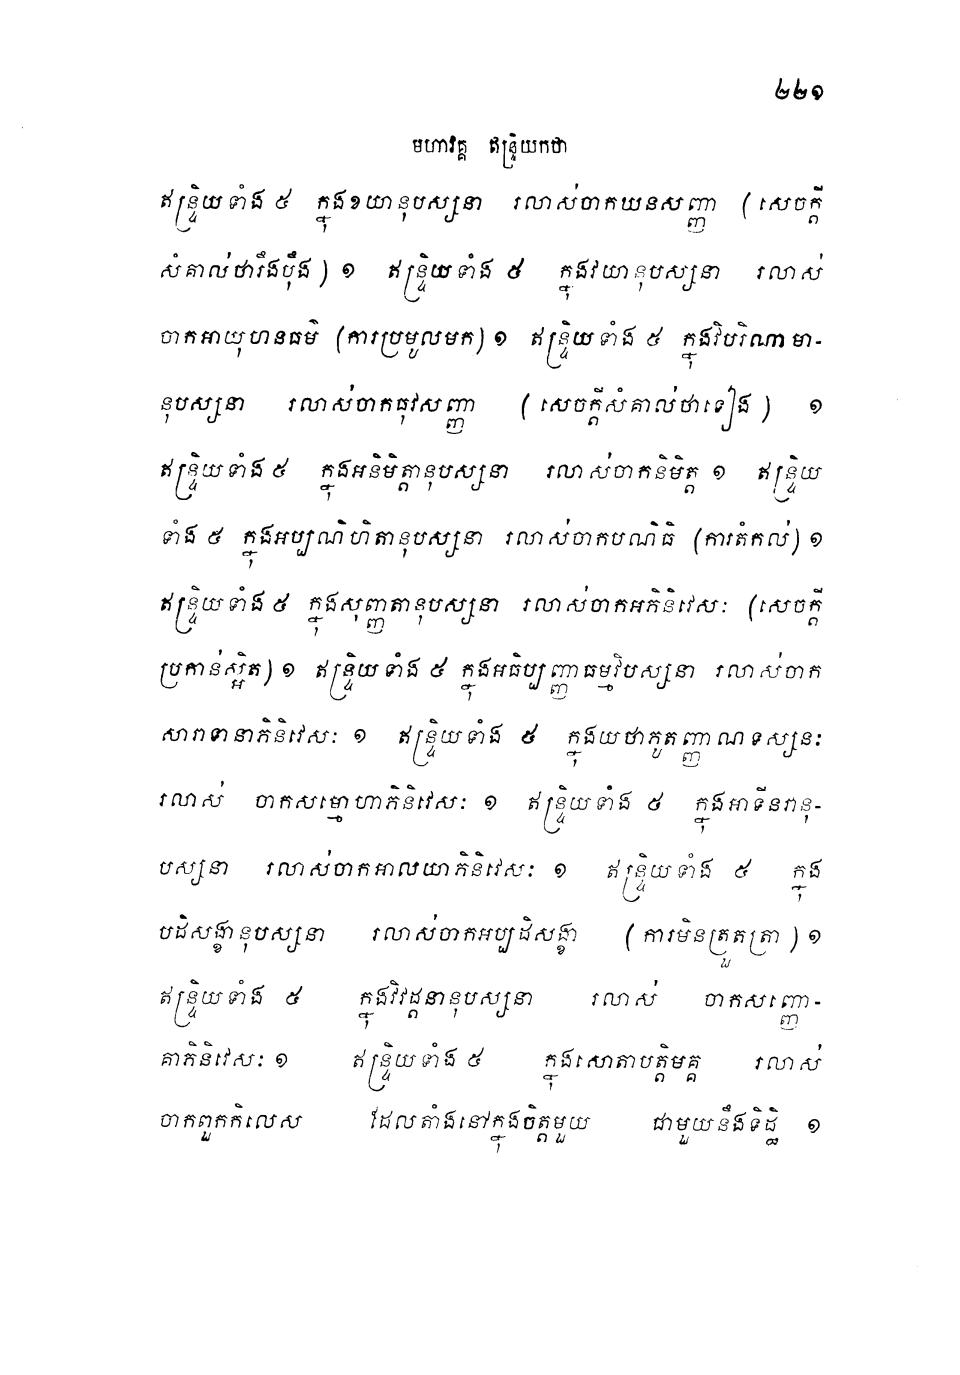 ២២១
មហាវគ្គ ឥន្ទ្រិយកថា
ឥន្ទ្រិយទាំង ៥ ក្នុងខយានុបស្សនា រលាស់ចាកឃនសញ្ញា (សេចក្តី
សំគាល់ថារឹងប៉ឹង) ១ ឥន្ទ្រិយទាំង ៥ ក្នុងវយានុបស្សនា រលាស់
ចាកអាយុហនធម៌ (ការប្រមូលមក) ១ ឥន្ទ្រិយទាំង ៥ ក្នុងវិបរិណាមា-
នុបស្សនា រលាស់ចាកធុវសញ្ញា (សេចក្តីសំគាល់ថាទៀង) ១
ឥន្ទ្រិយទាំង ៥ ក្នុងអនិមិត្តានុបស្សនា រលាស់ចាកនិមិត្ត ១ ឥន្ទ្រិយ
ទាំង ៥ ក្នុងអប្បណិហិតានុបស្សនា រលាស់ចាកបណិធិ (ការតំកល់) ១
ឥន្ទ្រិយទាំង ៥ ក្នុងសុញ្ញតានុបស្សនា រលាស់ចាកអភិនិវេសៈ (សេចក្តី
ប្រកាន់ស្អិត) ១ ឥន្ទ្រិយទាំង ៥ ក្នុងអធិប្បញ្ញាធម្មវិបស្សនា រលាស់ចាក
សារាទានាភិនិវេសៈ ១ ឥន្ទ្រិយទាំង ៥ ក្នុងយថាភូតញ្ញាណទស្សនៈ
រលាស់ ចាកសម្មោហាភិនិវេសៈ ១ ឥន្ទ្រិយទាំង ៥ ក្នុងអាទីនវានុ-
បស្សនា រលាស់ចាកអាលយាភិនិវេសៈ ១ ឥន្ទ្រិយទាំង ៥ ក្នុង
បដិសង្ខានុបស្សនា រលាស់ចាកអប្បដិសង្ខា (ការមិនត្រួតត្រា) ១
ឥន្ទ្រិយទាំង ៥ ក្នុងវិវដ្តនានុបស្សនា រលាស់ ចាកសញ្ញោ-
គាភិនិវេសៈ ១ ឥន្ទ្រិយទាំង ៥ ក្នុងសោតាបត្តិមគ្គ រលាស់
ចាកពួកកិលេស ដែលតាំងនៅក្នុងចិត្តមួយ ជាមួយនឹងទិដ្ឋិ ១